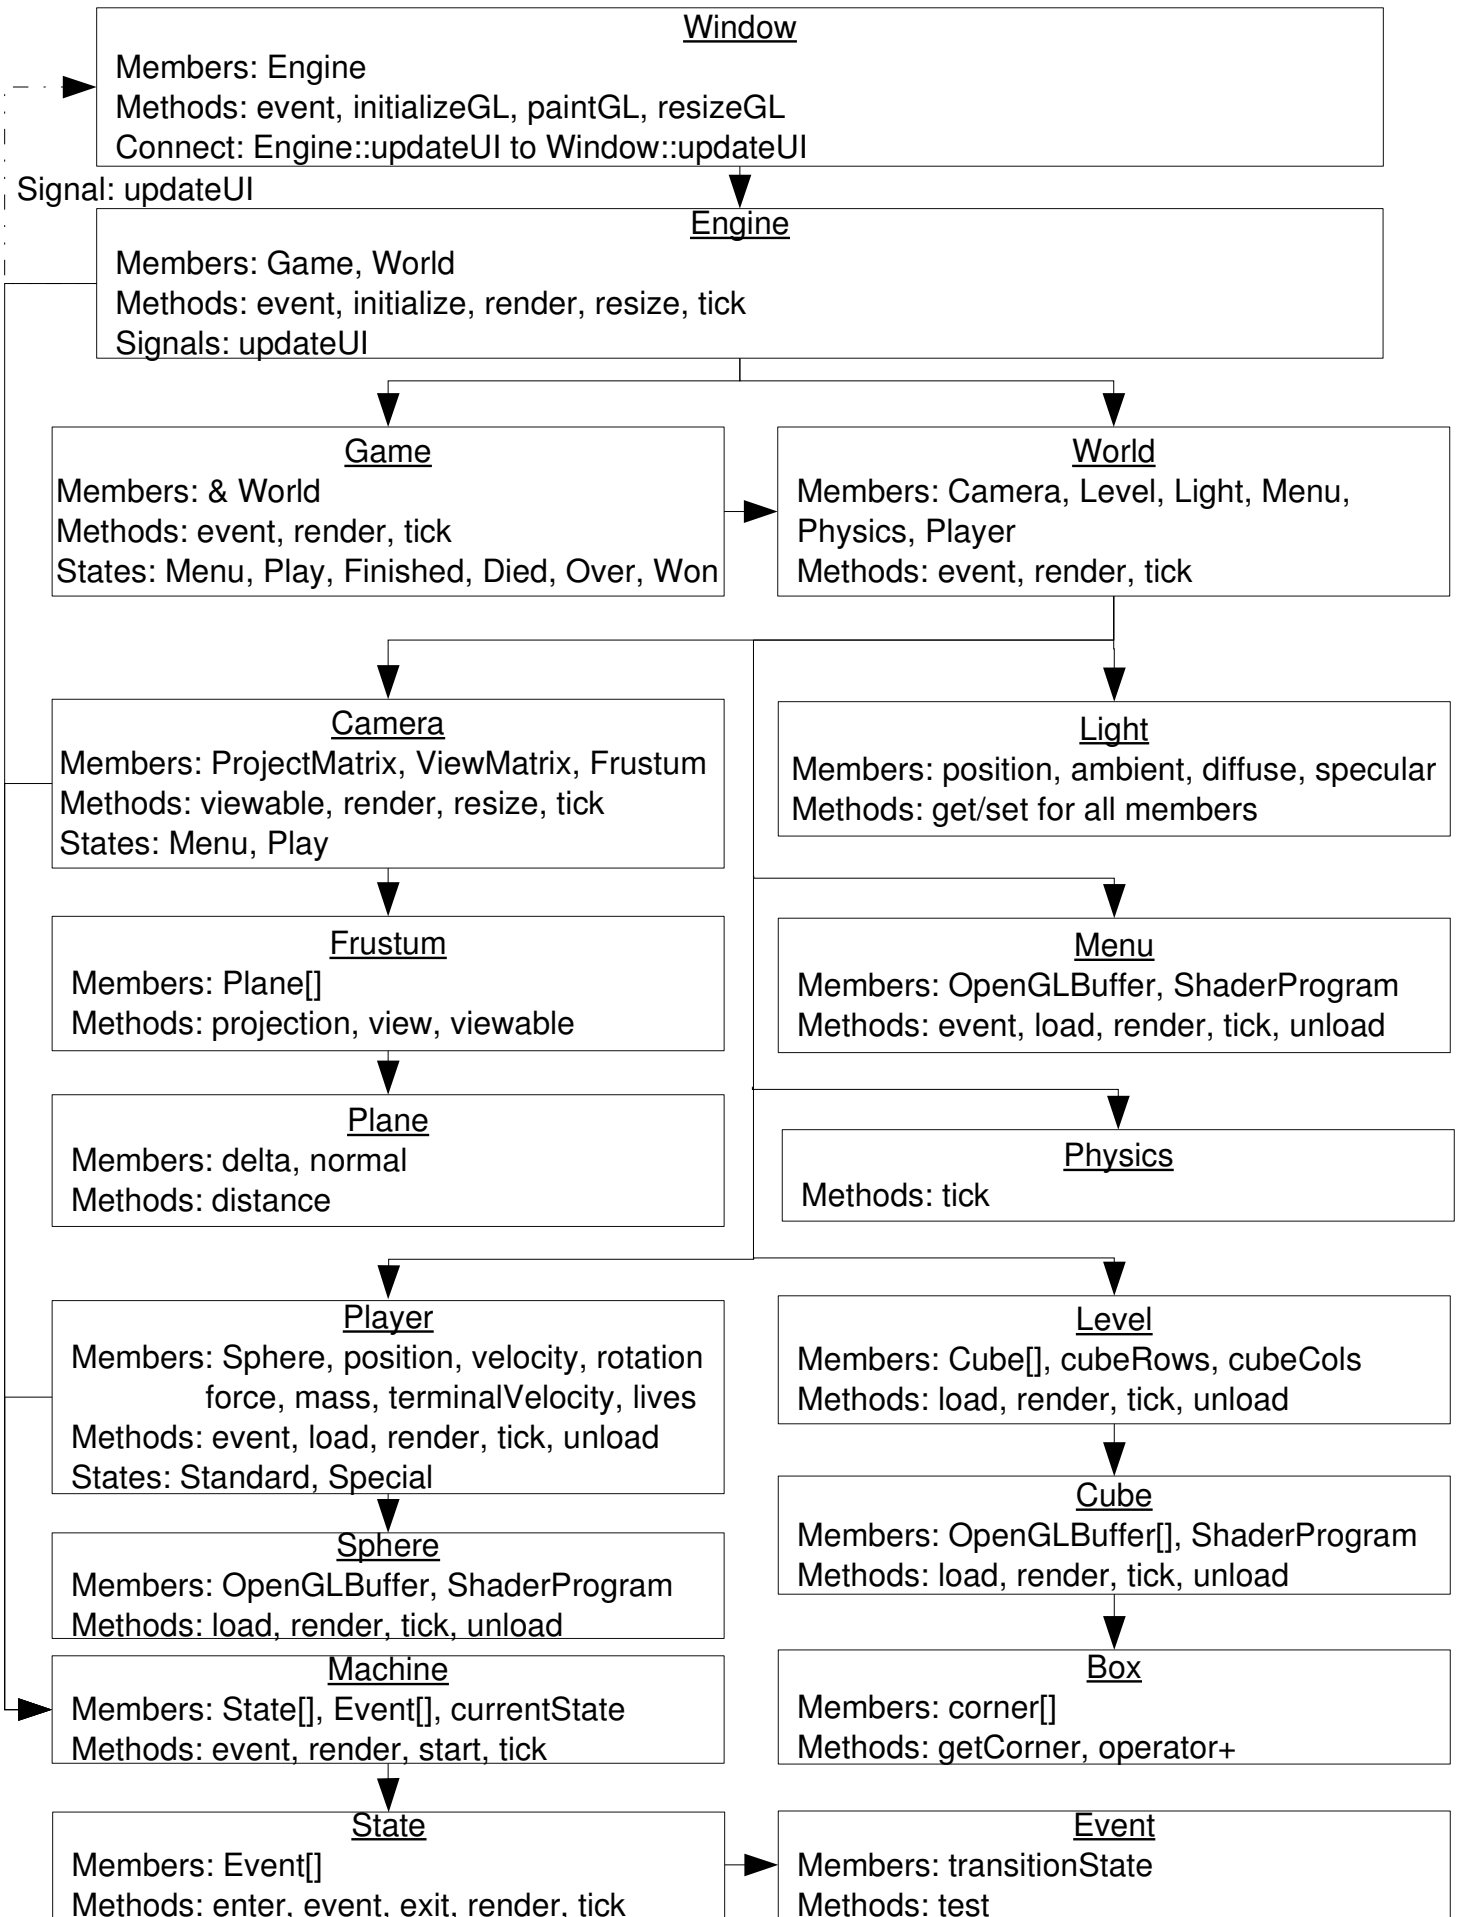 Window
Members: Engine
Methods: event, initializeGL, paintGL, resizeGL
Connect: Engine::updateUI to Window::updateUI
Signal: updateUI
Engine
Members: Game, World
Methods: event, initialize, render, resize, tick
Signals: updateUI
Game
Members: & World
Methods: event, render, tick
States: Menu, Play, Finished, Died, Over, Won
World
Members: Camera, Level, Light, Menu,
Physics, Player
Methods: event, render, tick
Camera
Members: ProjectMatrix, ViewMatrix, Frustum
Methods: viewable, render, resize, tick
States: Menu, Play
Light
Members: position, ambient, diffuse, specular
Methods: get/set for all members
Frustum
Members: Plane[]
Methods: projection, view, viewable
Menu
Members: OpenGLBuffer, ShaderProgram
Methods: event, load, render, tick, unload
Plane
Members: delta, normal
Methods: distance
Physics
Methods: tick
Player
Members: Sphere, position, velocity, rotation
force, mass, terminalVelocity, lives
Methods: event, load, render, tick, unload
States: Standard, Special
Level
Members: Cube[], cubeRows, cubeCols
Methods: load, render, tick, unload
Sphere
Members: OpenGLBuffer, ShaderProgram
Methods: load, render, tick, unload
Cube
Members: OpenGLBuffer[], ShaderProgram
Methods: load, render, tick, unload
Machine
Members: State[], Event[], currentState
Methods: event, render, start, tick
Box
Members: corner[]
Methods: getCorner, operator+
State
Members: Event[]
Methods: enter, event, exit, render, tick
Event
Members: transitionState
Methods: test